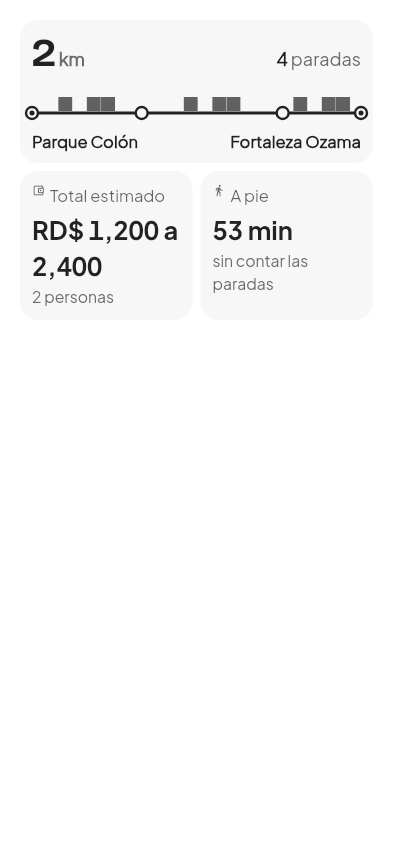 2 km
4 paradas
Parque Colón
Fortaleza Ozama
Total estimado
RD$ 1,200 a
2,400
2 personas
A pie
53 min
sin contar las
paradas